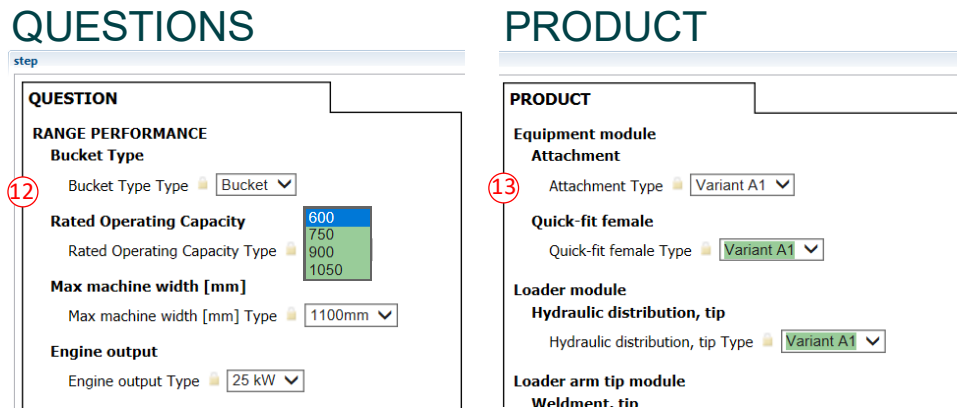 QUESTIONS
step
QUESTION
RANGE PERFORMANCE
Bucket Type
12
Bucket Type Type Bucket
Rated Operating Capacity
600
750
Rated Operating Capacity Type
900
1050
Max machine width [mm]
Max machine width [mm] Type 1100mm
Engine output
Engine output Type 25 kW
PRODUCT
PRODUCT
Equipment module
Attachment
13
Attachment Type Variant A1
Quick-fit female
Quick-fit female Type Variant A1
Loader module
Hydraulic distribution, tip
Hydraulic distribution, tip Type Variant A1
Loader arm tip module
Weldment, tip